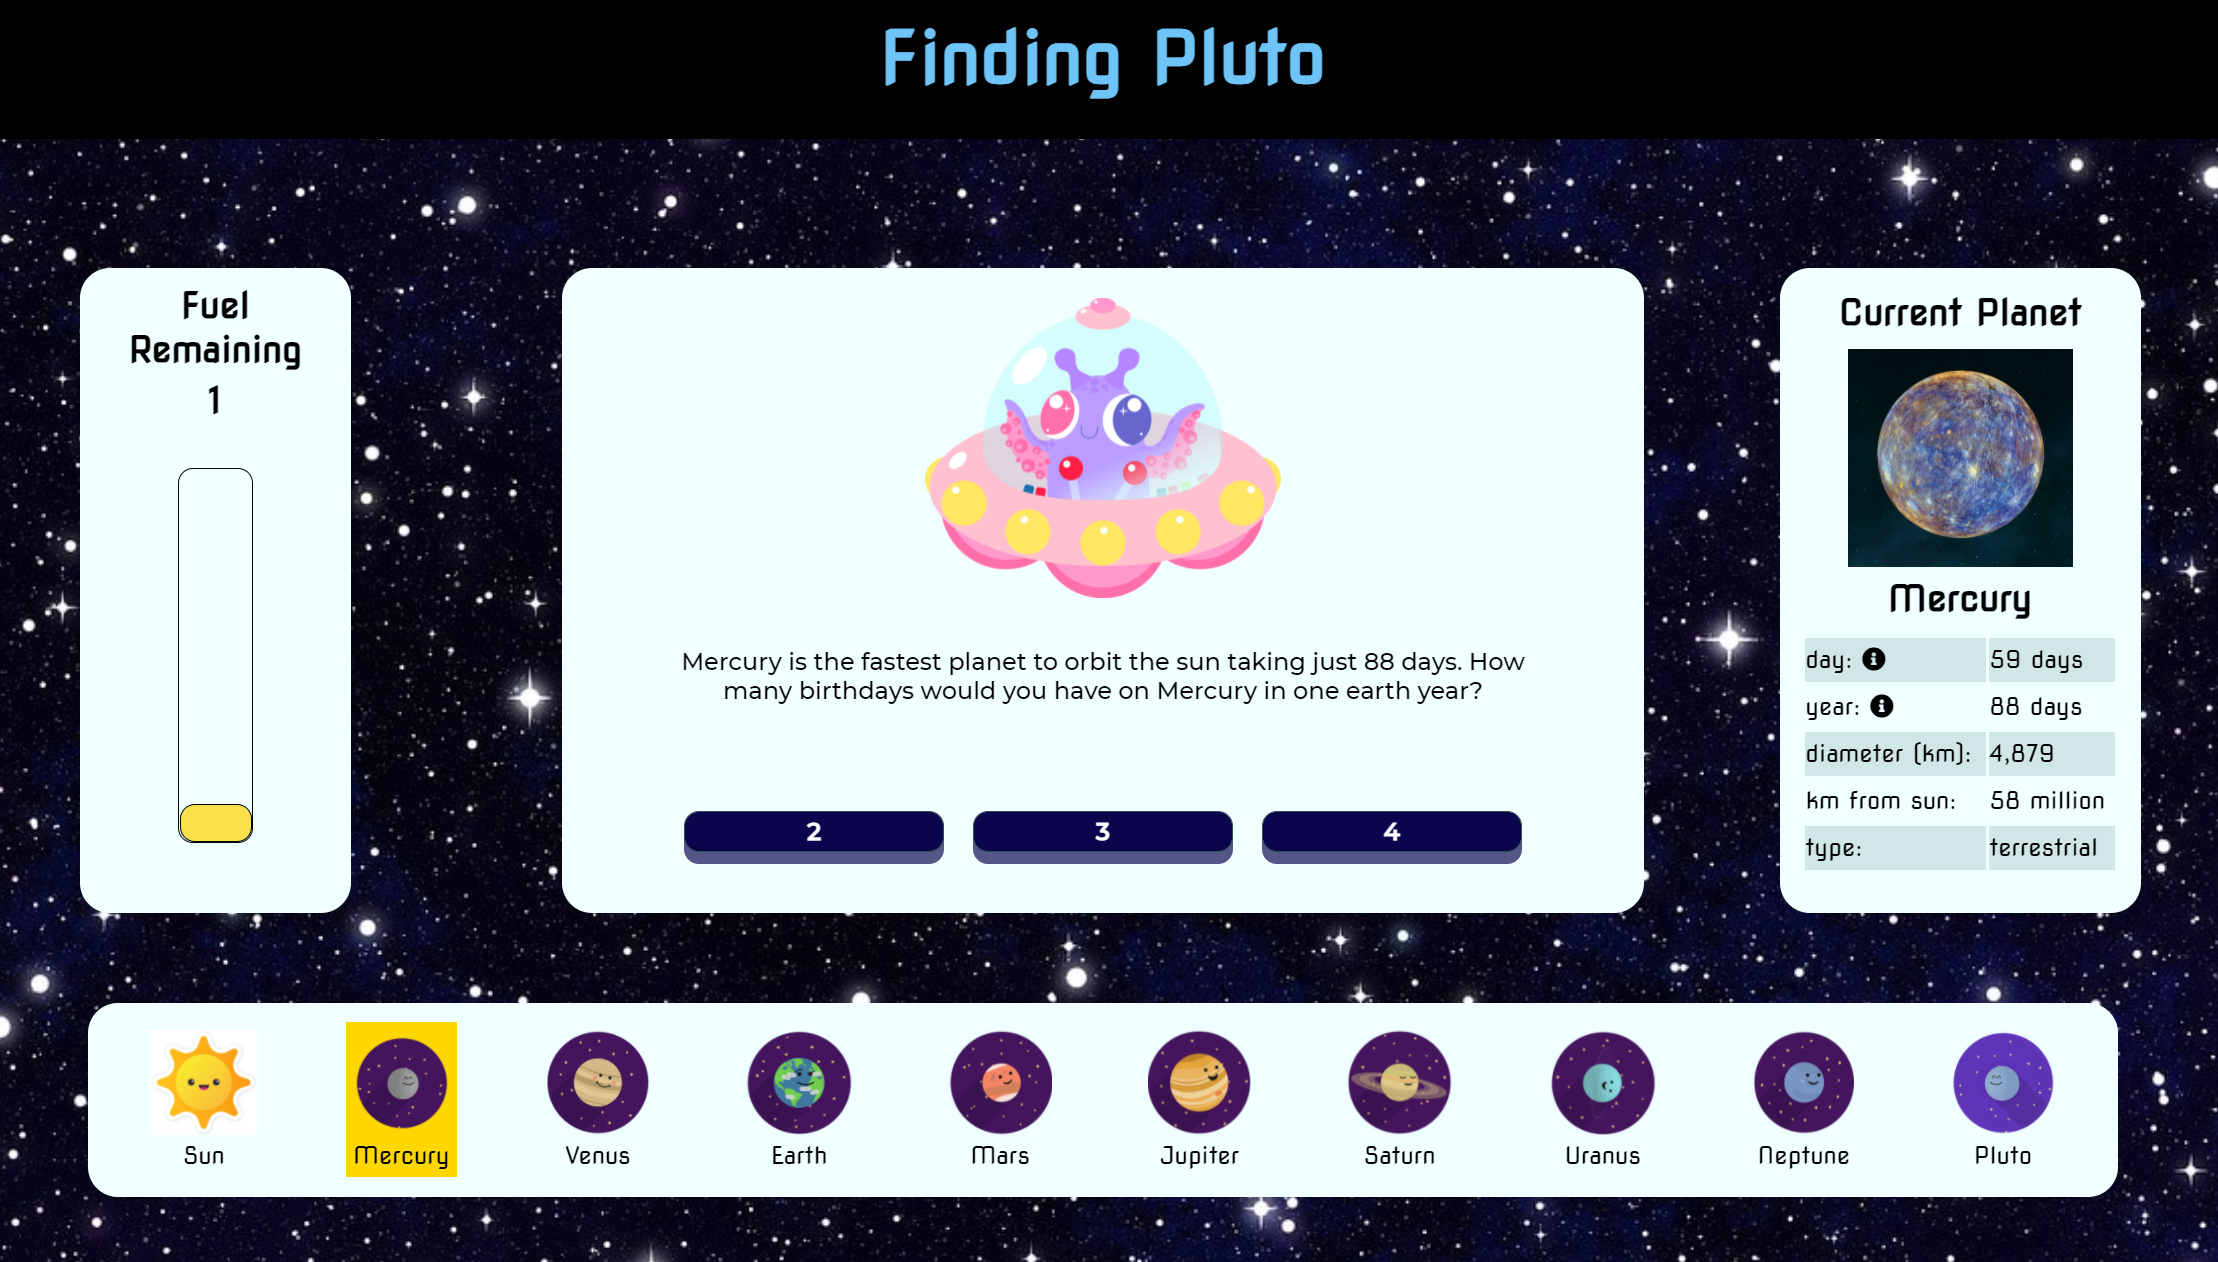 Finding Pluto
Fuel
Remaining
1
Mercury is the fastest planet to orbit the sun taking just 88 days. How
many birthdays would you have on Mercury in one earth year?
2
3
4
Current Planet
Mercury
day: 59 days
year: 88 days
diameter (km): 4,879
km from sun: 58 million
type: terrestrial
Sun
Mercury
Venus
Earth
Mars
Jupiter
Saturn
Uranus
Neptune
Pluto